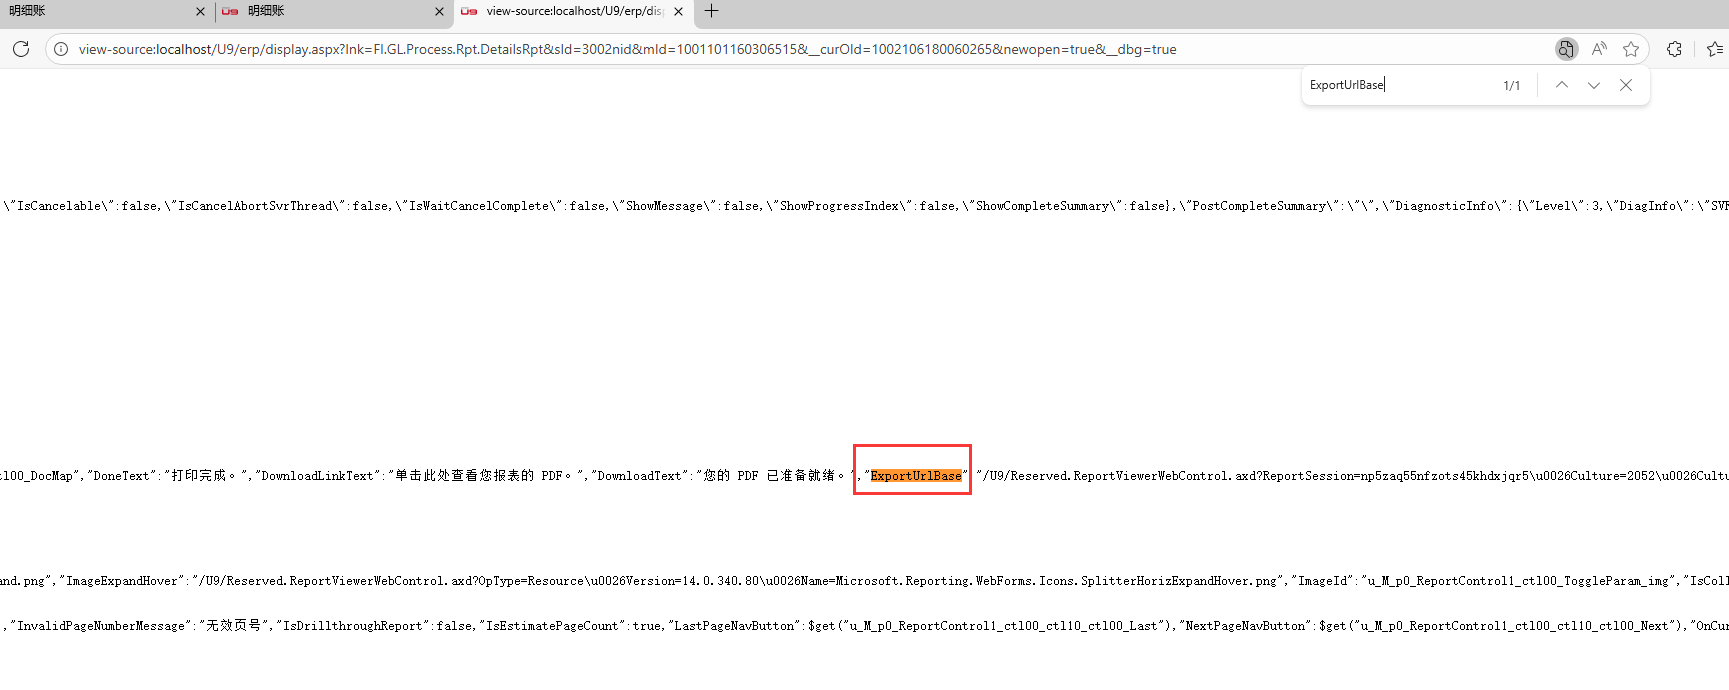 明细账
明细账
view-source:localhost/U9/erp/disp
view-source:localhost/U9/erp/display.aspx?lnk=FI.GL.Process.Rpt.DetailsRpt&sId=3002nid&mId=1001101160306515&__curOId=1002106180060265&newopen=true&__dbg=true
ExportUrlBase 1/1
\"IsCancelable\":false,\"IsCancelAbortSvrThread\":false,\"IsWaitCancelComplete\":false,\"ShowMessage\":false,\"ShowProgressIndex\":false,\"ShowCompleteSummary\":false},\"PostCompleteSummary\":\"\",\"DiagnosticInfo\":{\"Level\":3,\"DiagInfo\":\"SVR
tl00_DocMap","DoneText":"打印完成。","DownloadLinkText":"单击此处查看您报表的 PDF。","DownloadText":"您的 PDF 已准备就绪。","ExportUrlBase":"/U9/Reserved.ReportViewerWebControl.axd?ReportSession=np5zaq55nfzots45khdxjqr5\u0026Culture=2052\u0026Cultu
and.png","ImageExpandHover":"/U9/Reserved.ReportViewerWebControl.axd?OpType=Resource\u0026Version=14.0.340.80\u0026Name=Microsoft.Reporting.WebForms.Icons.SplitterHorizExpandHover.png","ImageId":"u_M_p0_ReportControl1_ctl00_ToggleParam_img","IsColl
,"InvalidPageNumberMessage":"无效页号","IsDrillthroughReport":false,"IsEstimatePageCount":true,"LastPageNavButton":$get("u_M_p0_ReportControl1_ctl00_ctl10_ctl00_Last"),"NextPageNavButton":$get("u_M_p0_ReportControl1_ctl00_ctl10_ctl00_Next"),"OnCur